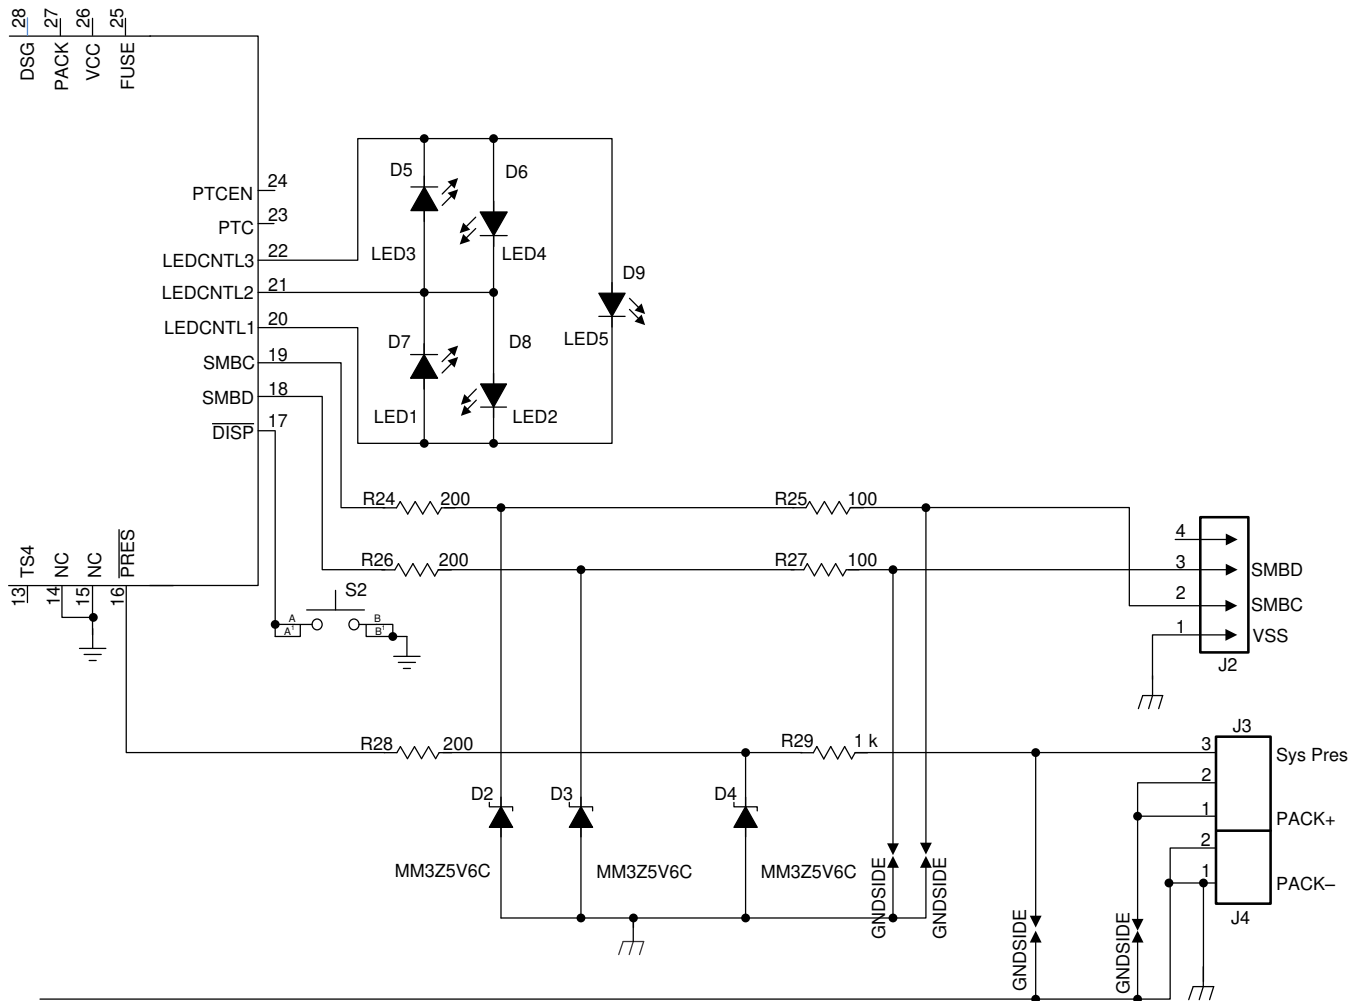 28
27
26
25
DSG
PACK
VCC
FUSE
PTCEN 24
PTC 23
LEDCNTL3 22
LEDCNTL2 21
LEDCNTL1 20
SMBC 19
SMBD 18
DISP 17
D5
D6
LED3
LED4
D9
LED5
D7
D8
LED1
LED2
R24 200
R25 100
R26 200
R27 100
TS4
NC
NC
PRES
13
14
15
16
S2
A
A'
B
B'
4
3 SMBD
2 SMBC
1 VSS
J2
R28 200
R29 1 k
J3
3 Sys Pres
2
1 PACK+
2
1 PACK–
J4
D2
D3
D4
MM3Z5V6C
MM3Z5V6C
MM3Z5V6C
GNDSIDE
GNDSIDE
GNDSIDE
GNDSIDE